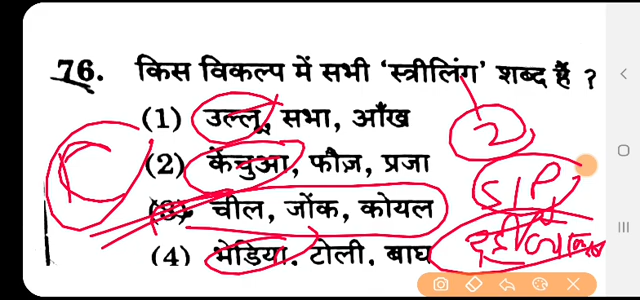 76. किस विकल्प में सभी 'स्त्रीलिंग' शब्द हैं ?
(1) उल्लू, सभा, आँख
(2) केंचुआ, फौज़, प्रजा
(3) चील, जोंक, कोयल
(4) भेड़िया, टोली, बाघ